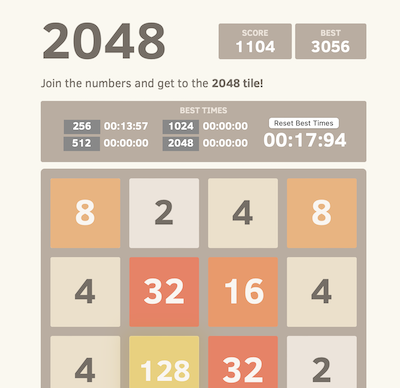 2048
SCORE
1104
BEST
3056
Join the numbers and get to the 2048 tile!
BEST TIMES
256 00:13:57 1024 00:00:00
512 00:00:00 2048 00:00:00
Reset Best Times
00:17:94
8 2 4 8
4 32 16 4
4 128 32 2